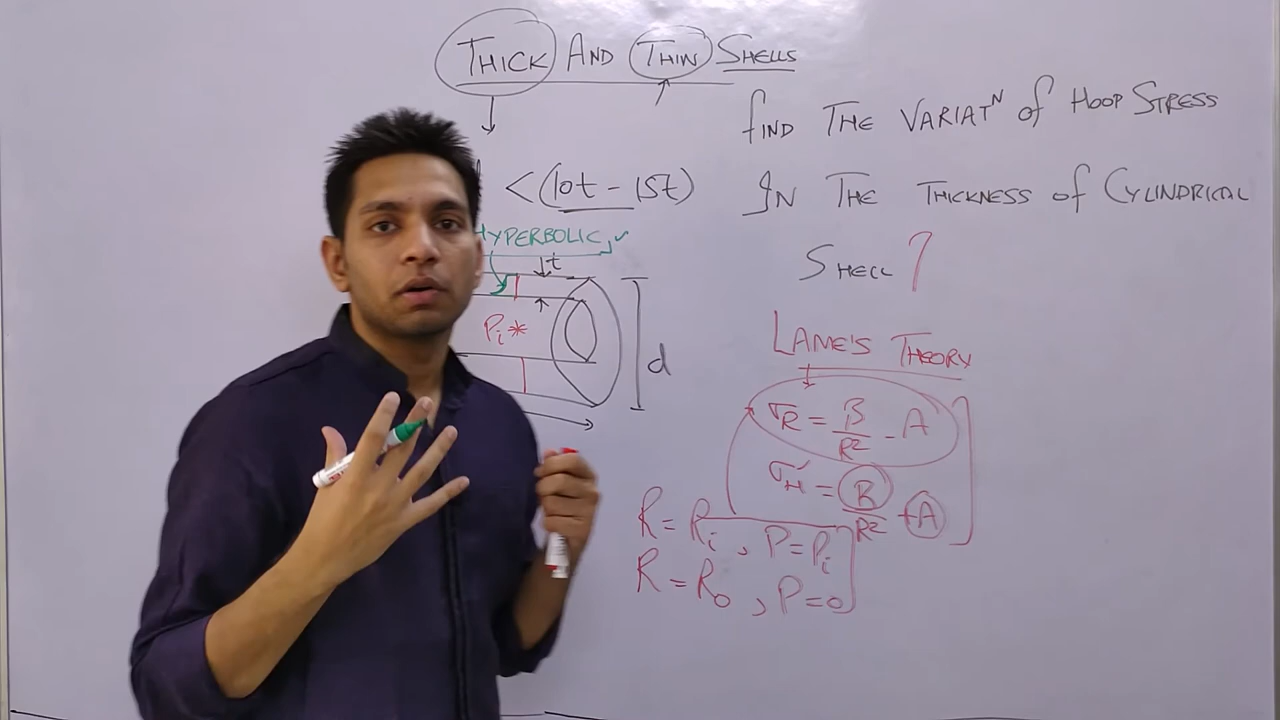 THICK AND THIN SHELLS
FIND THE VARIATᴺ of HOOP STRESS
IN THE THICKNESS of CYLINDRICAL
SHELL ?
< (10t - 15t)
HYPERBOLIC
t
Pi *
d
LAME'S THEORY
σR = B/R² - A
σH = B/R² + A
R = Ri , P = Pi
R = Ro , P = 0